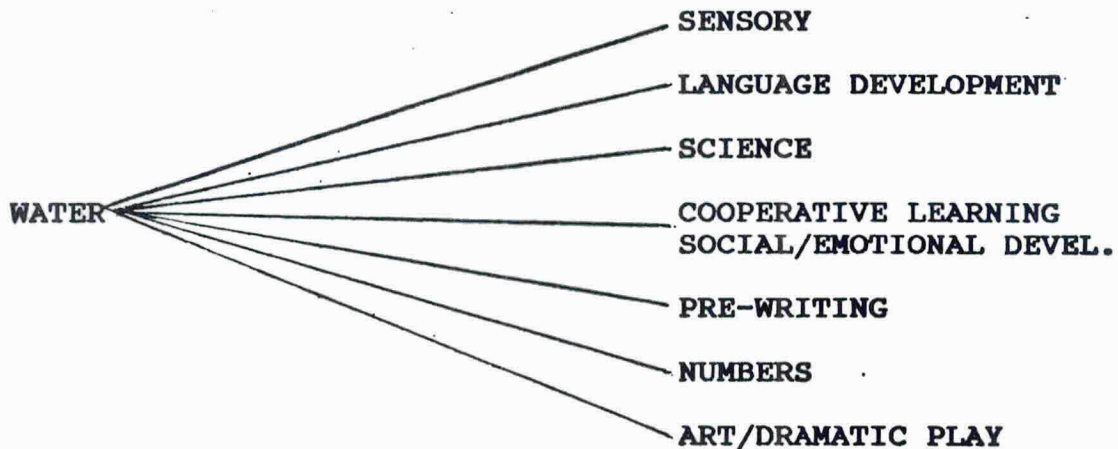 SENSORY
LANGUAGE DEVELOPMENT
SCIENCE
WATER
COOPERATIVE LEARNING
SOCIAL/EMOTIONAL DEVEL.
PRE-WRITING
NUMBERS
ART/DRAMATIC PLAY